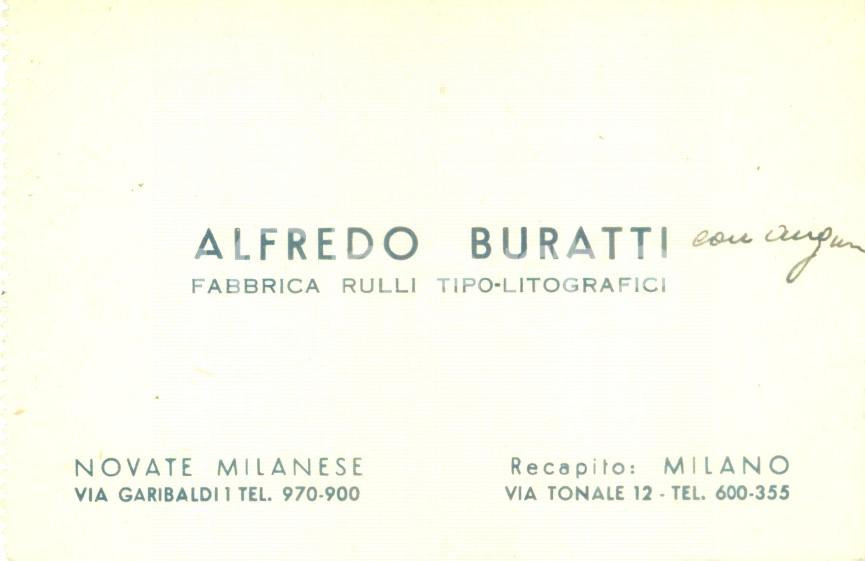 ALFREDO BURATTI con auguri
FABBRICA RULLI TIPO-LITOGRAFICI
NOVATE MILANESE
VIA GARIBALDI 1 TEL. 970-900
Recapito: MILANO
VIA TONALE 12 - TEL. 600-355